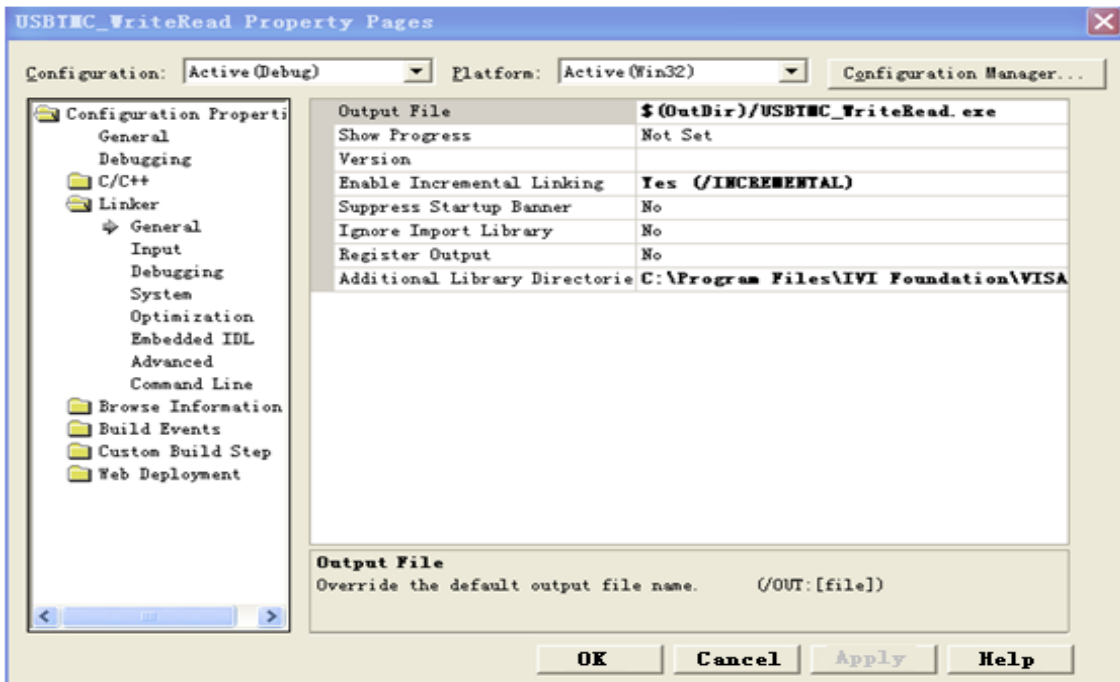 USBTMC_WriteRead Property Pages
Configuration: Active(Debug) Platform: Active(Win32) Configuration Manager...
Configuration Properti
General
Debugging
C/C++
Linker
General
Input
Debugging
System
Optimization
Embedded IDL
Advanced
Command Line
Browse Information
Build Events
Custom Build Step
Web Deployment
Output File $(OutDir)/USBTMC_WriteRead.exe
Show Progress Not Set
Version
Enable Incremental Linking Yes (/INCREMENTAL)
Suppress Startup Banner No
Ignore Import Library No
Register Output No
Additional Library Directorie C:\Program Files\IVI Foundation\VISA
Output File
Override the default output file name. (/OUT:[file])
OK Cancel Apply Help